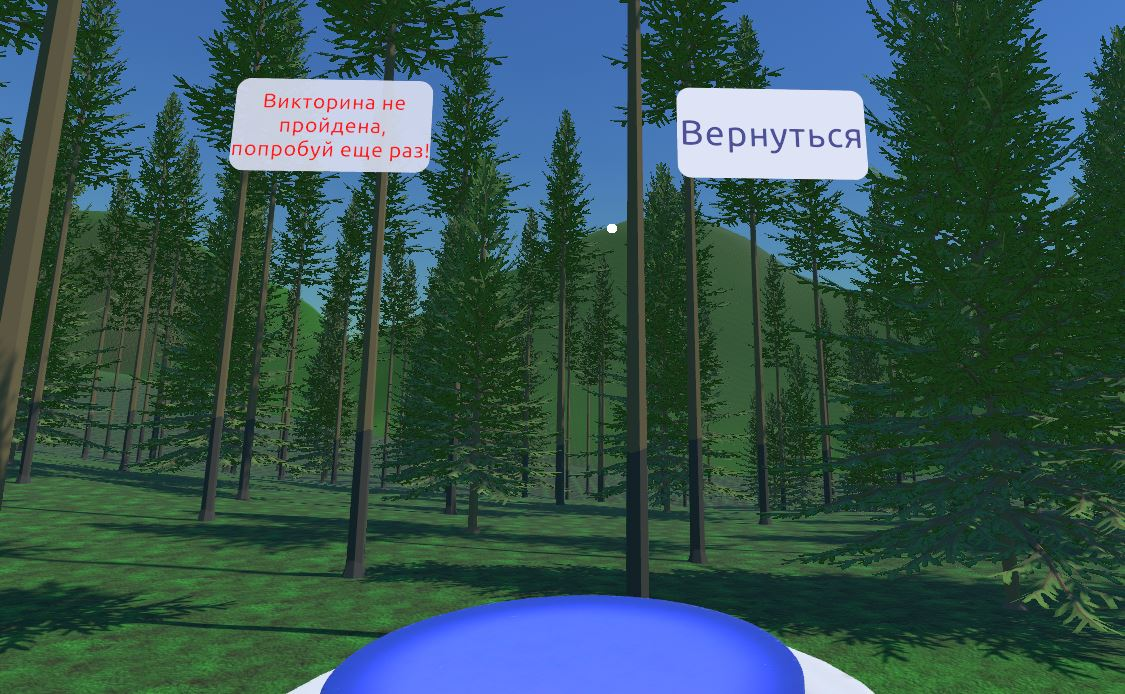 Викторина не
пройдена,
попробуй еще раз!
Вернуться